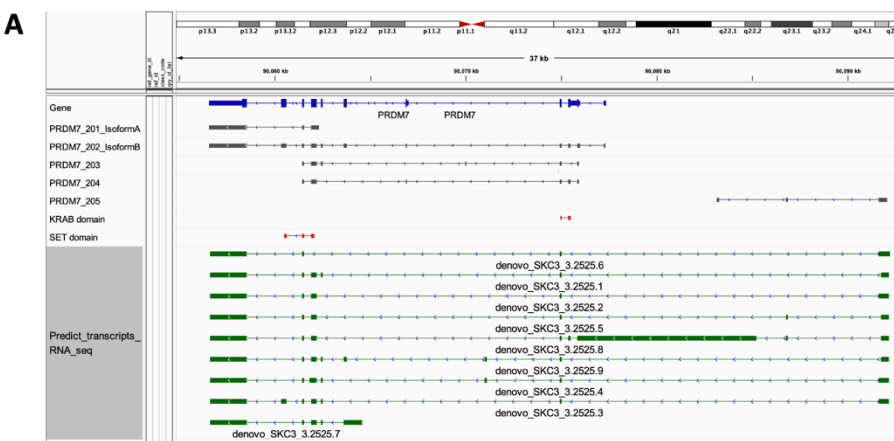 A
p13.3 p13.2 p13.12 p12.3 p12.2 p12.1 p11.2 p11.1 q11.2 q12.1 q12.2 q21 q22.1 q22.2 q23.1 q23.2 q24.1
37 kb
90,060 kb 90,070 kb 90,080 kb 90,090 kb
Gene
PRDM7 PRDM7
PRDM7_201_IsoformA
PRDM7_202_IsoformB
PRDM7_203
PRDM7_204
PRDM7_205
KRAB domain
SET domain
denovo_SKC3_3.2525.6
denovo_SKC3_3.2525.1
denovo_SKC3_3.2525.2
Predict_transcripts_
RNA_seq
denovo_SKC3_3.2525.5
denovo_SKC3_3.2525.8
denovo_SKC3_3.2525.9
denovo_SKC3_3.2525.4
denovo_SKC3_3.2525.3
denovo_SKC3_3.2525.7